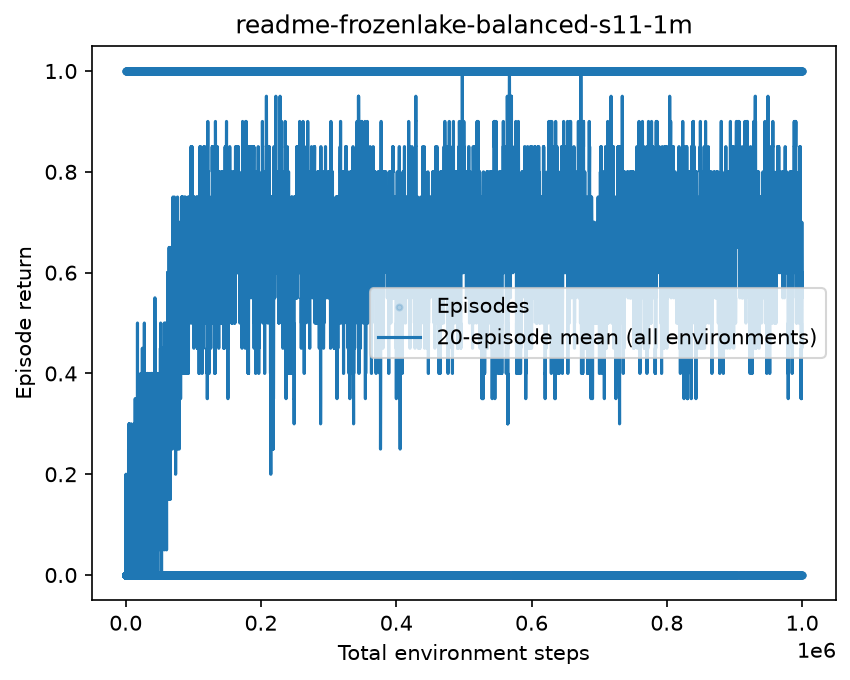 readme-frozenlake-balanced-s11-1m
1.0
0.8
0.6
0.4
0.2
0.0
Episode return
Episodes
20-episode mean (all environments)
0.0 0.2 0.4 0.6 0.8 1.0
1e6
Total environment steps